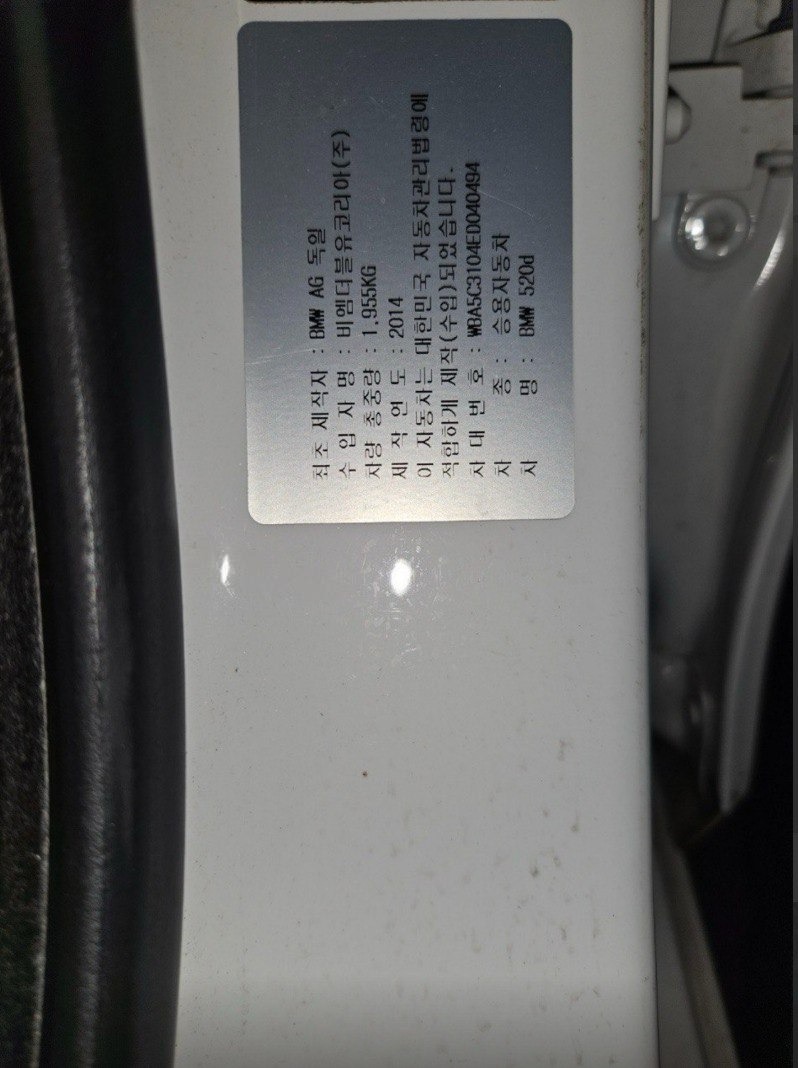 최초 제작자 : BMW AG 독일
수 입 자 명 : 비엠더블유코리아(주)
차량 총중량 : 1,955KG
제 작 연 도 : 2014
이 자동차는 대한민국 자동차관리법령에
적합하게 제작(수입)되었습니다.
차 대 번 호 : WBA5C3104ED040494
차 종 : 승용자동차
차 명 : BMW 520d